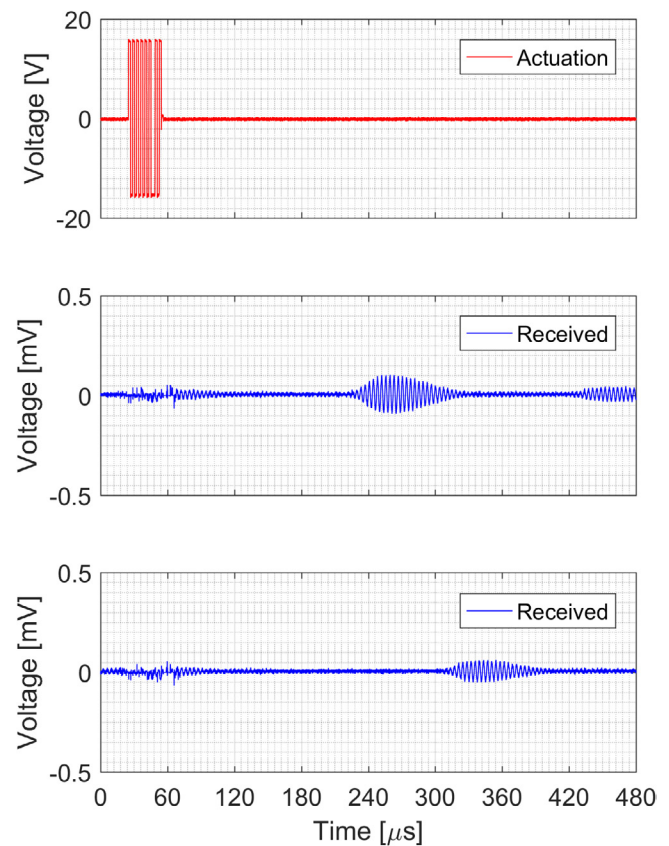 20
Actuation
Voltage [V]
0
-20
0.5
Received
Voltage [mV]
0
-0.5
0.5
Received
Voltage [mV]
0
-0.5
0 60 120 180 240 300 360 420 480
Time [μs]